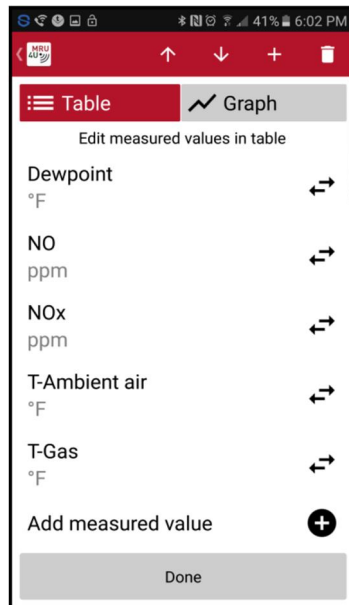 41% 6:02 PM
MRU
4U
Table
Graph
Edit measured values in table
Dewpoint
°F
NO
ppm
NOx
ppm
T-Ambient air
°F
T-Gas
°F
Add measured value
Done